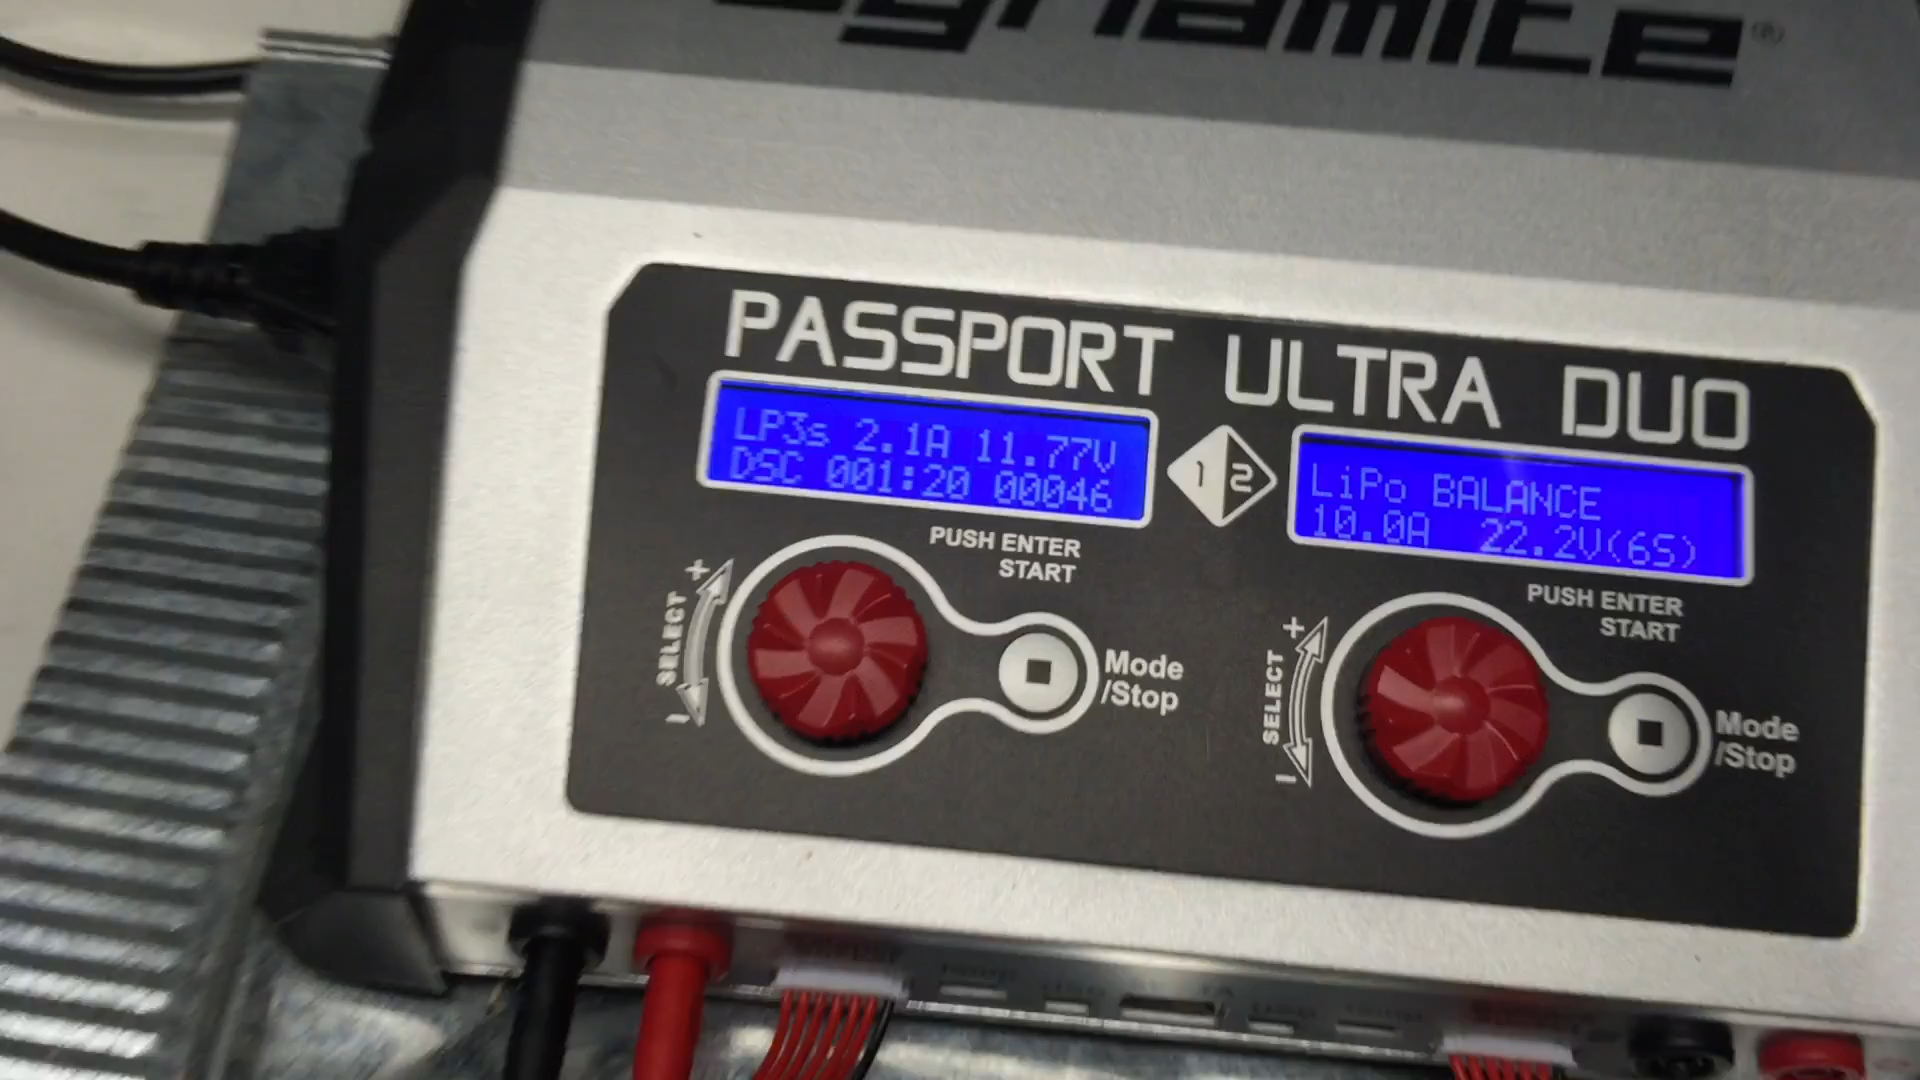 Dynamite®
PASSPORT ULTRA DUO
LP3s 2.1A 11.77V
DSC 001:20 00046
1 2
LiPo BALANCE
10.0A 22.2V(6S)
PUSH ENTER
START
+
SELECT
-
Mode
/Stop
PUSH ENTER
START
+
SELECT
-
Mode
/Stop